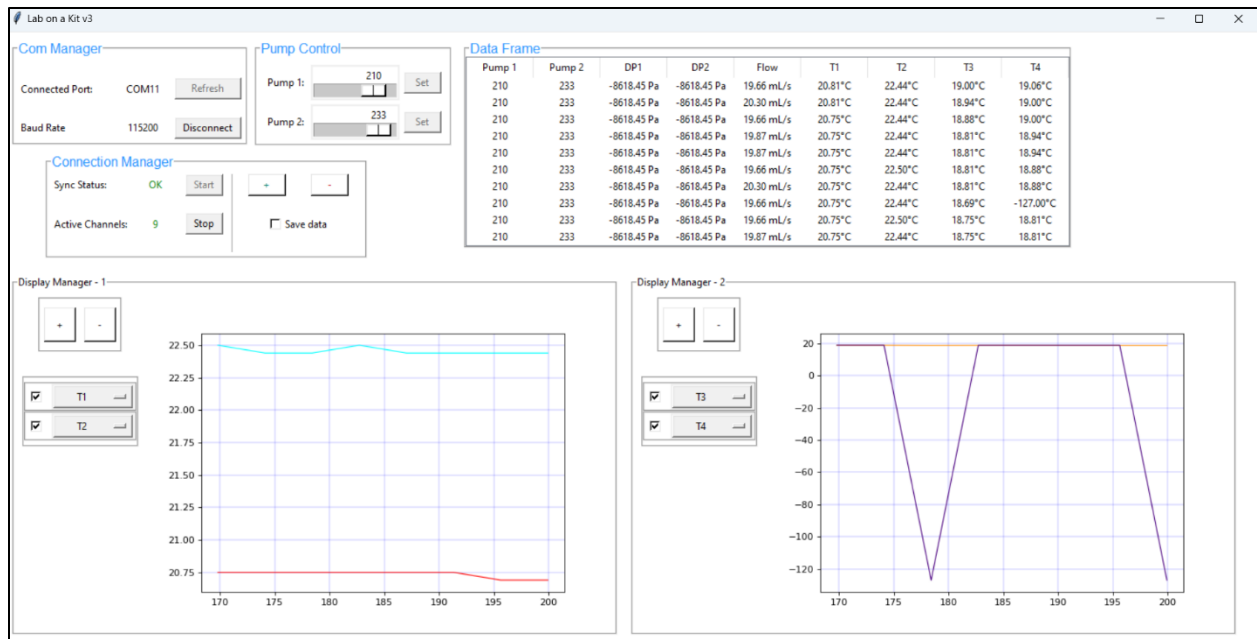 Lab on a Kit v3
Com Manager
Connected Port: COM11 Refresh
Baud Rate 115200 Disconnect
Pump Control
Pump 1: 210 Set
Pump 2: 233 Set
Connection Manager
Sync Status: OK Start + -
Active Channels: 9 Stop Save data
Data Frame
Pump 1 Pump 2 DP1 DP2 Flow T1 T2 T3 T4
210 233 -8618.45 Pa -8618.45 Pa 19.66 mL/s 20.81°C 22.44°C 19.00°C 19.06°C
210 233 -8618.45 Pa -8618.45 Pa 20.30 mL/s 20.81°C 22.44°C 18.94°C 19.00°C
210 233 -8618.45 Pa -8618.45 Pa 19.66 mL/s 20.75°C 22.44°C 18.88°C 19.00°C
210 233 -8618.45 Pa -8618.45 Pa 19.87 mL/s 20.75°C 22.44°C 18.81°C 18.94°C
210 233 -8618.45 Pa -8618.45 Pa 19.87 mL/s 20.75°C 22.44°C 18.81°C 18.94°C
210 233 -8618.45 Pa -8618.45 Pa 19.66 mL/s 20.75°C 22.50°C 18.81°C 18.88°C
210 233 -8618.45 Pa -8618.45 Pa 20.30 mL/s 20.75°C 22.44°C 18.81°C 18.88°C
210 233 -8618.45 Pa -8618.45 Pa 19.66 mL/s 20.75°C 22.44°C 18.69°C -127.00°C
210 233 -8618.45 Pa -8618.45 Pa 19.66 mL/s 20.75°C 22.50°C 18.75°C 18.81°C
210 233 -8618.45 Pa -8618.45 Pa 19.87 mL/s 20.75°C 22.44°C 18.75°C 18.81°C
Display Manager - 1
+ -
T1
T2
22.50
22.25
22.00
21.75
21.50
21.25
21.00
20.75
170 175 180 185 190 195 200
Display Manager - 2
+ -
T3
T4
20
0
−20
−40
−60
−80
−100
−120
170 175 180 185 190 195 200